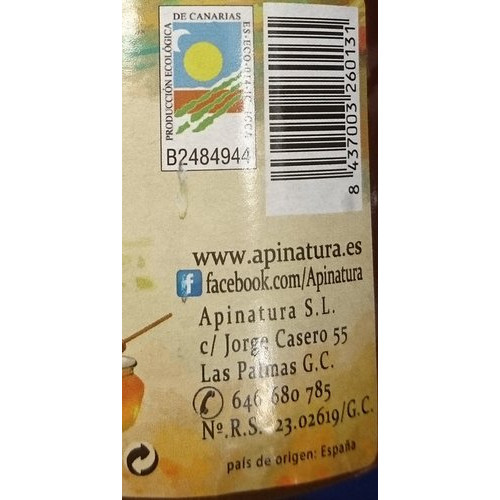 PRODUCCIÓN ECOLÓGICA
DE CANARIAS
B2484944
8 437003 260131
www.apinatura.es
f facebook.com/Apinatura
Apinatura S.L.
c/ Jorge Casero 55
Las Palmas G.C.
646 680 785
Nº.R.S. 23.02619/G.C.
país de origen: España